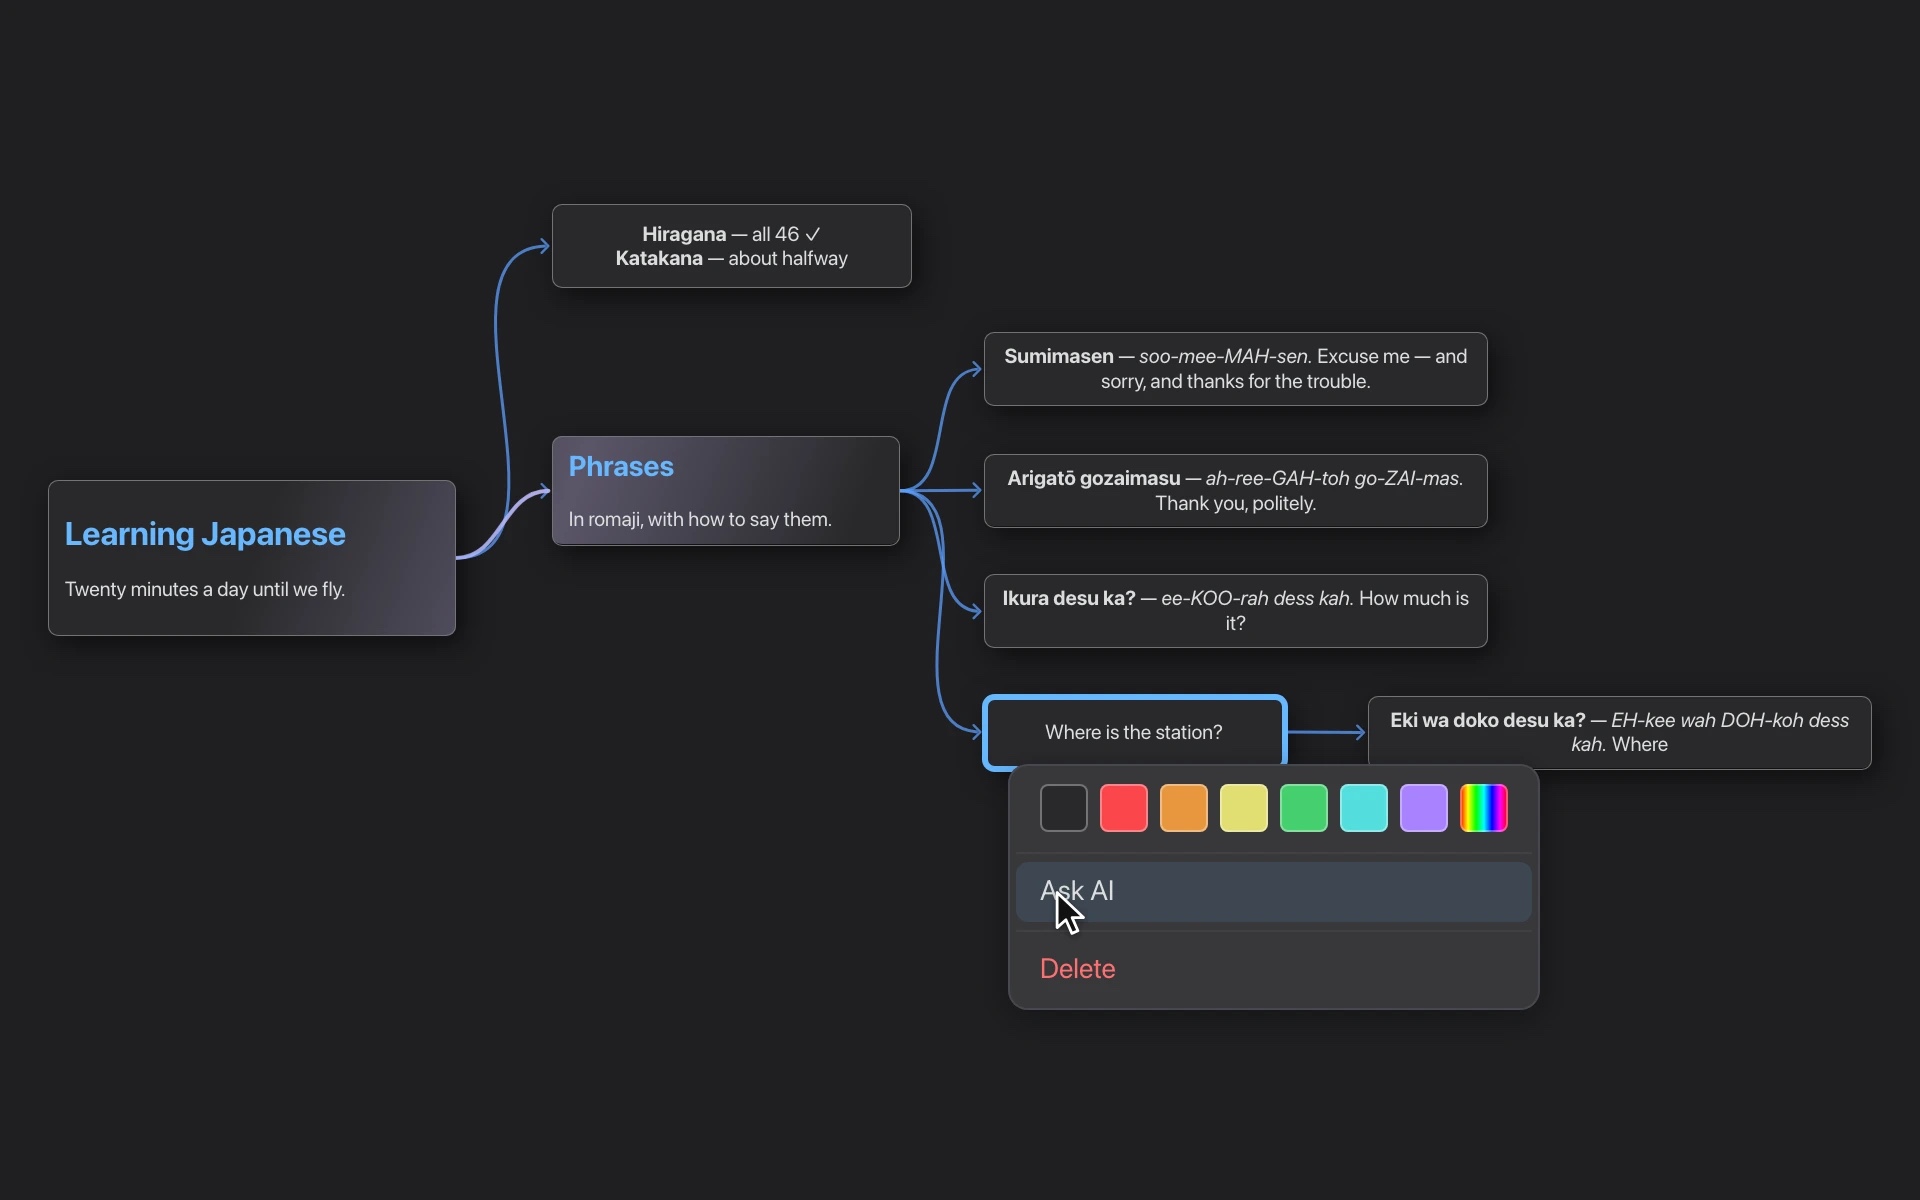 Hiragana — all 46 ✓
Katakana — about halfway
Sumimasen — soo-mee-MAH-sen. Excuse me — and
sorry, and thanks for the trouble.
Phrases
In romaji, with how to say them.
Arigatō gozaimasu — ah-ree-GAH-toh go-ZAI-mas.
Thank you, politely.
Learning Japanese
Twenty minutes a day until we fly.
Ikura desu ka? — ee-KOO-rah dess kah. How much is
it?
Where is the station?
Eki wa doko desu ka? — EH-kee wah DOH-koh dess
kah. Where
Ask AI
Delete